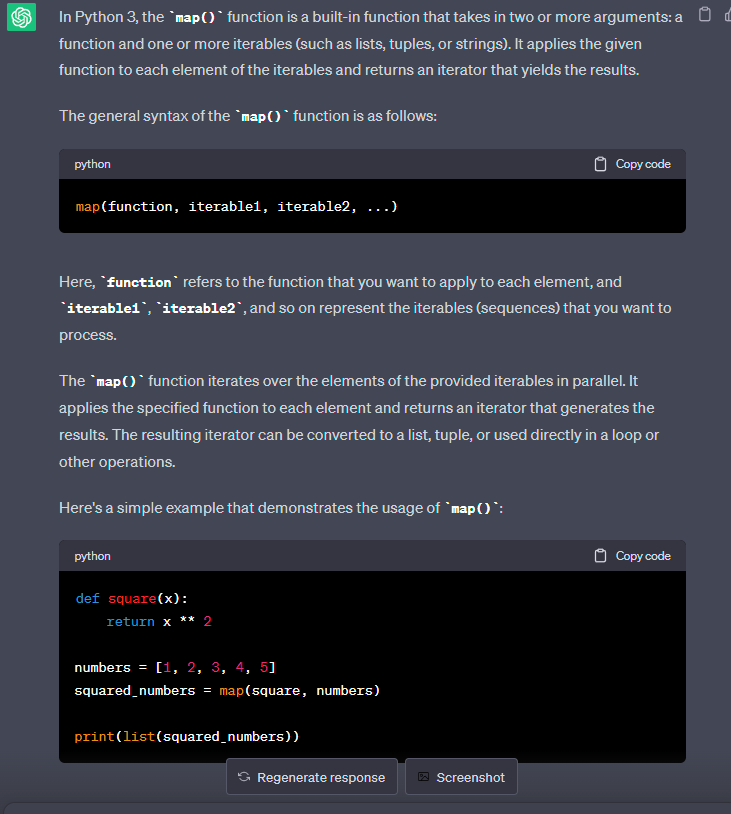 In Python 3, the `map()` function is a built-in function that takes in two or more arguments: a
function and one or more iterables (such as lists, tuples, or strings). It applies the given
function to each element of the iterables and returns an iterator that yields the results.
The general syntax of the `map()` function is as follows:
python
Copy code
map(function, iterable1, iterable2, ...)
Here, `function` refers to the function that you want to apply to each element, and
`iterable1`, `iterable2`, and so on represent the iterables (sequences) that you want to
process.
The `map()` function iterates over the elements of the provided iterables in parallel. It
applies the specified function to each element and returns an iterator that generates the
results. The resulting iterator can be converted to a list, tuple, or used directly in a loop or
other operations.
Here's a simple example that demonstrates the usage of `map()`:
python
Copy code
def square(x):
    return x ** 2
numbers = [1, 2, 3, 4, 5]
squared_numbers = map(square, numbers)
print(list(squared_numbers))
Regenerate response
Screenshot